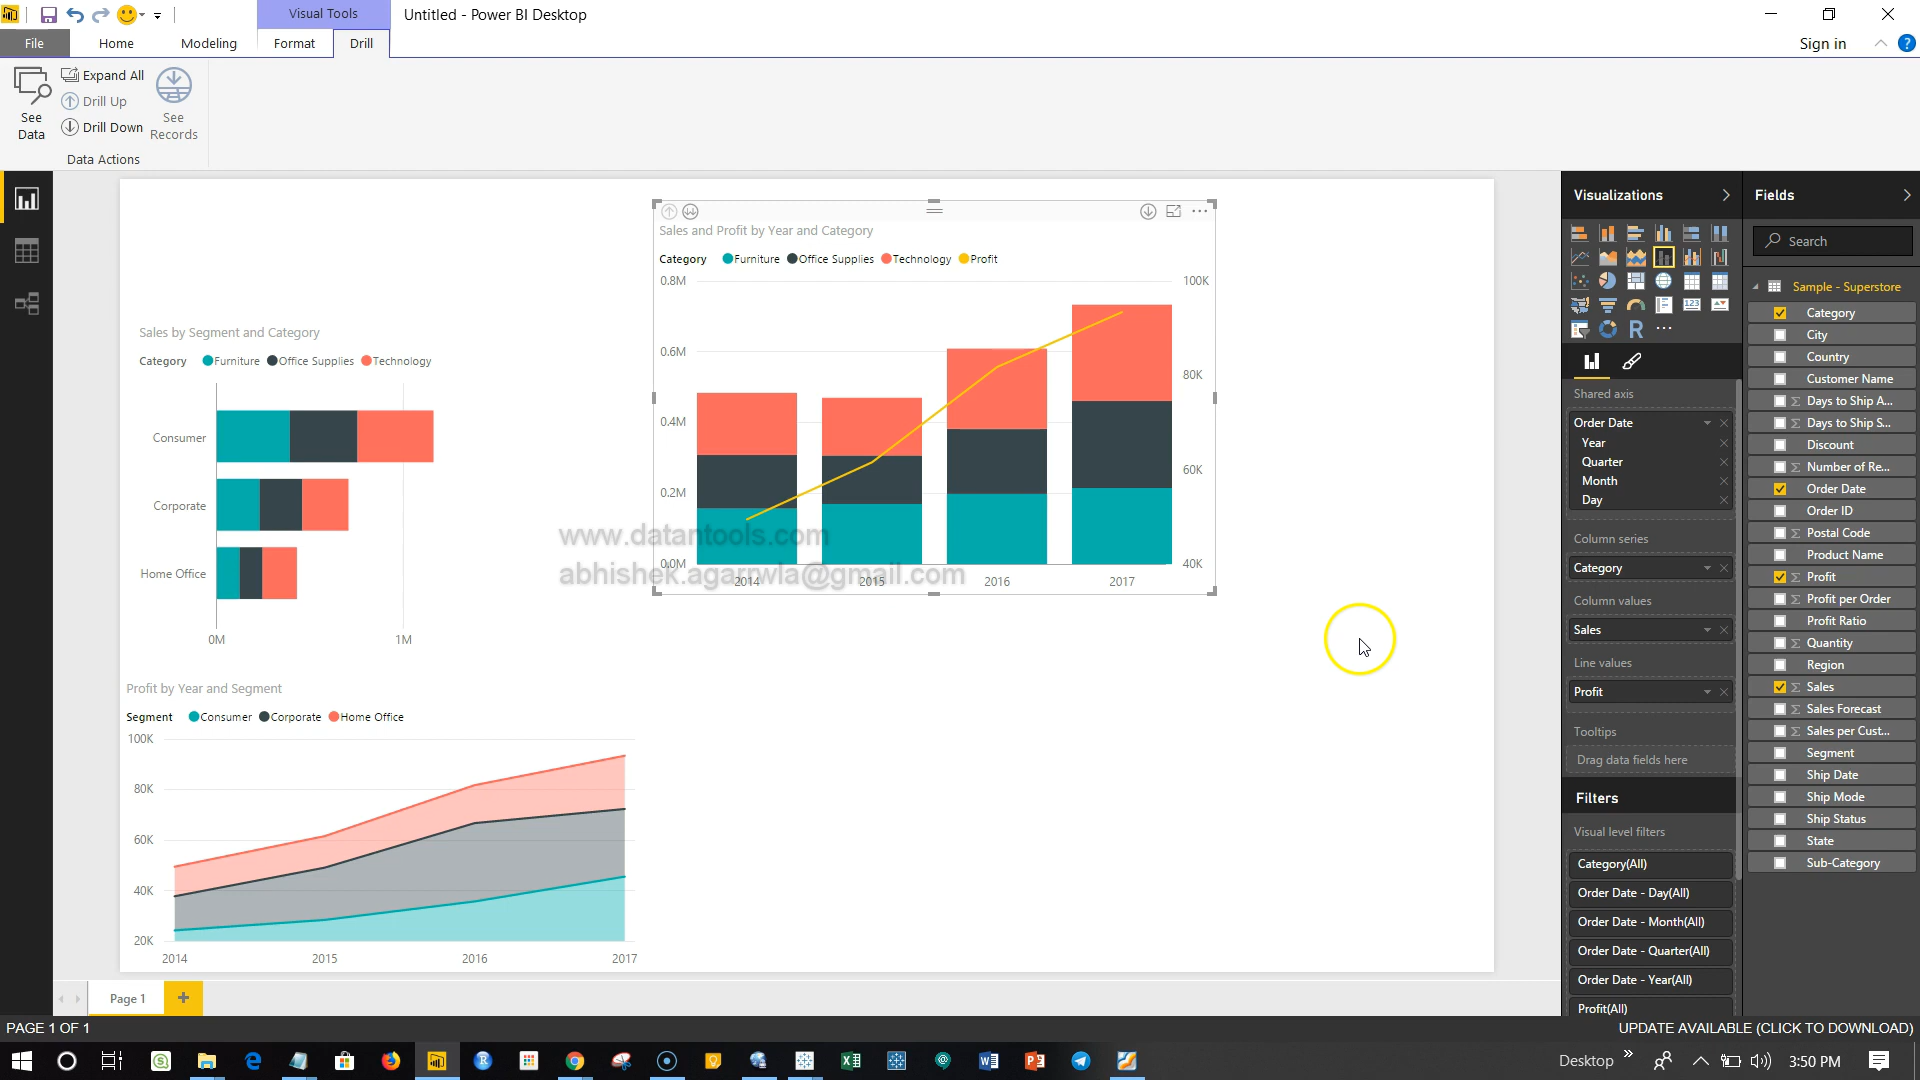 Visual Tools
Untitled - Power BI Desktop
File
Home
Modeling
Format
Drill
Sign in
?
See Data
Expand All
Drill Up
Drill Down
See Records
Data Actions
Sales and Profit by Year and Category
Category Furniture Office Supplies Technology Profit
0.8M
0.6M
0.4M
0.2M
0.0M
100K
80K
60K
40K
2014 2015 2016 2017
Sales by Segment and Category
Category Furniture Office Supplies Technology
Consumer
Corporate
Home Office
0M 1M
www.datantools.com
abhishek.agarrwla@gmail.com
Profit by Year and Segment
Segment Consumer Corporate Home Office
100K
80K
60K
40K
20K
2014 2015 2016 2017
Visualizations
123
R
Shared axis
Order Date
Year
Quarter
Month
Day
Column series
Category
Column values
Sales
Line values
Profit
Tooltips
Drag data fields here
Filters
Visual level filters
Category(All)
Order Date - Day(All)
Order Date - Month(All)
Order Date - Quarter(All)
Order Date - Year(All)
Profit(All)
Fields
Search
Sample - Superstore
Category
City
Country
Customer Name
Σ Days to Ship A...
Σ Days to Ship S...
Discount
Σ Number of Re...
Order Date
Order ID
Σ Postal Code
Product Name
Σ Profit
Σ Profit per Order
Profit Ratio
Σ Quantity
Region
Σ Sales
Σ Sales Forecast
Σ Sales per Cust...
Segment
Ship Date
Ship Mode
Ship Status
State
Sub-Category
Page 1
+
PAGE 1 OF 1
UPDATE AVAILABLE (CLICK TO DOWNLOAD)
Desktop
3:50 PM